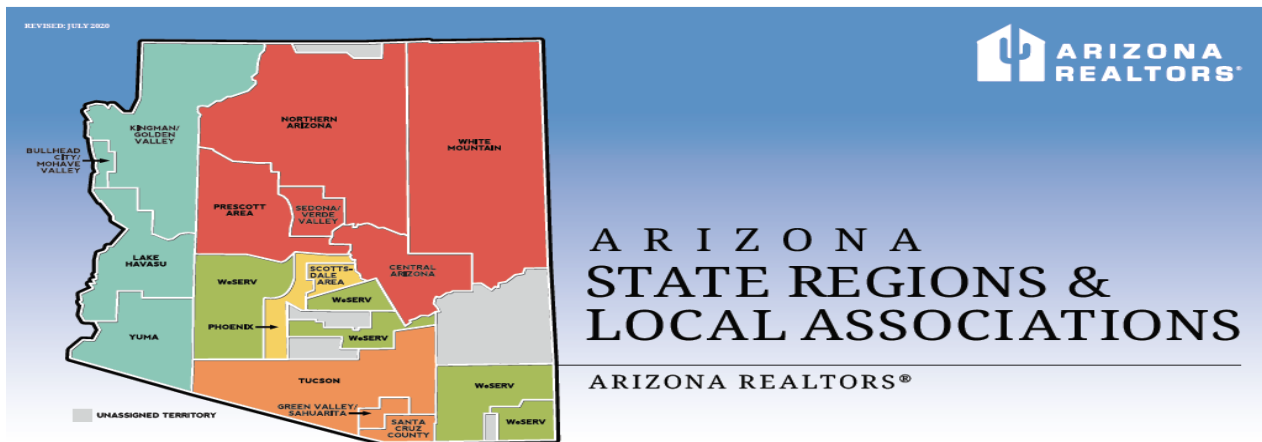 REVISED: JULY 2020
ARIZONA
REALTORS®
KINGMAN/
GOLDEN
VALLEY
BULLHEAD
CITY/
MOHAVE
VALLEY
NORTHERN
ARIZONA
WHITE
MOUNTAIN
PRESCOTT
AREA
SEDONA/
VERDE
VALLEY
LAKE
HAVASU
WeSERV
SCOTTS-
DALE
AREA
CENTRAL
ARIZONA
WeSERV
PHOENIX
YUMA
WeSERV
TUCSON
WeSERV
GREEN VALLEY/
SAHUARITA
SANTA
CRUZ
COUNTY
WeSERV
UNASSIGNED TERRITORY
ARIZONA
STATE REGIONS &
LOCAL ASSOCIATIONS
ARIZONA REALTORS®